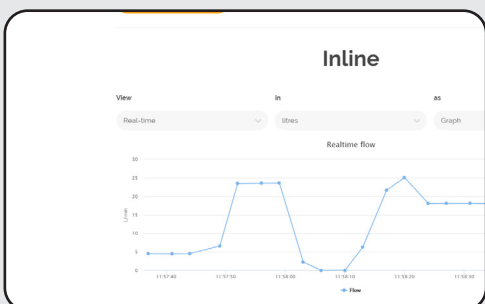 Inline
View in as
Real-time litres Graph
Realtime flow
30
25
20
15
10
5
0
L/min
11:57:40 11:57:50 11:58:00 11:58:10 11:58:20 11:58:30
Flow